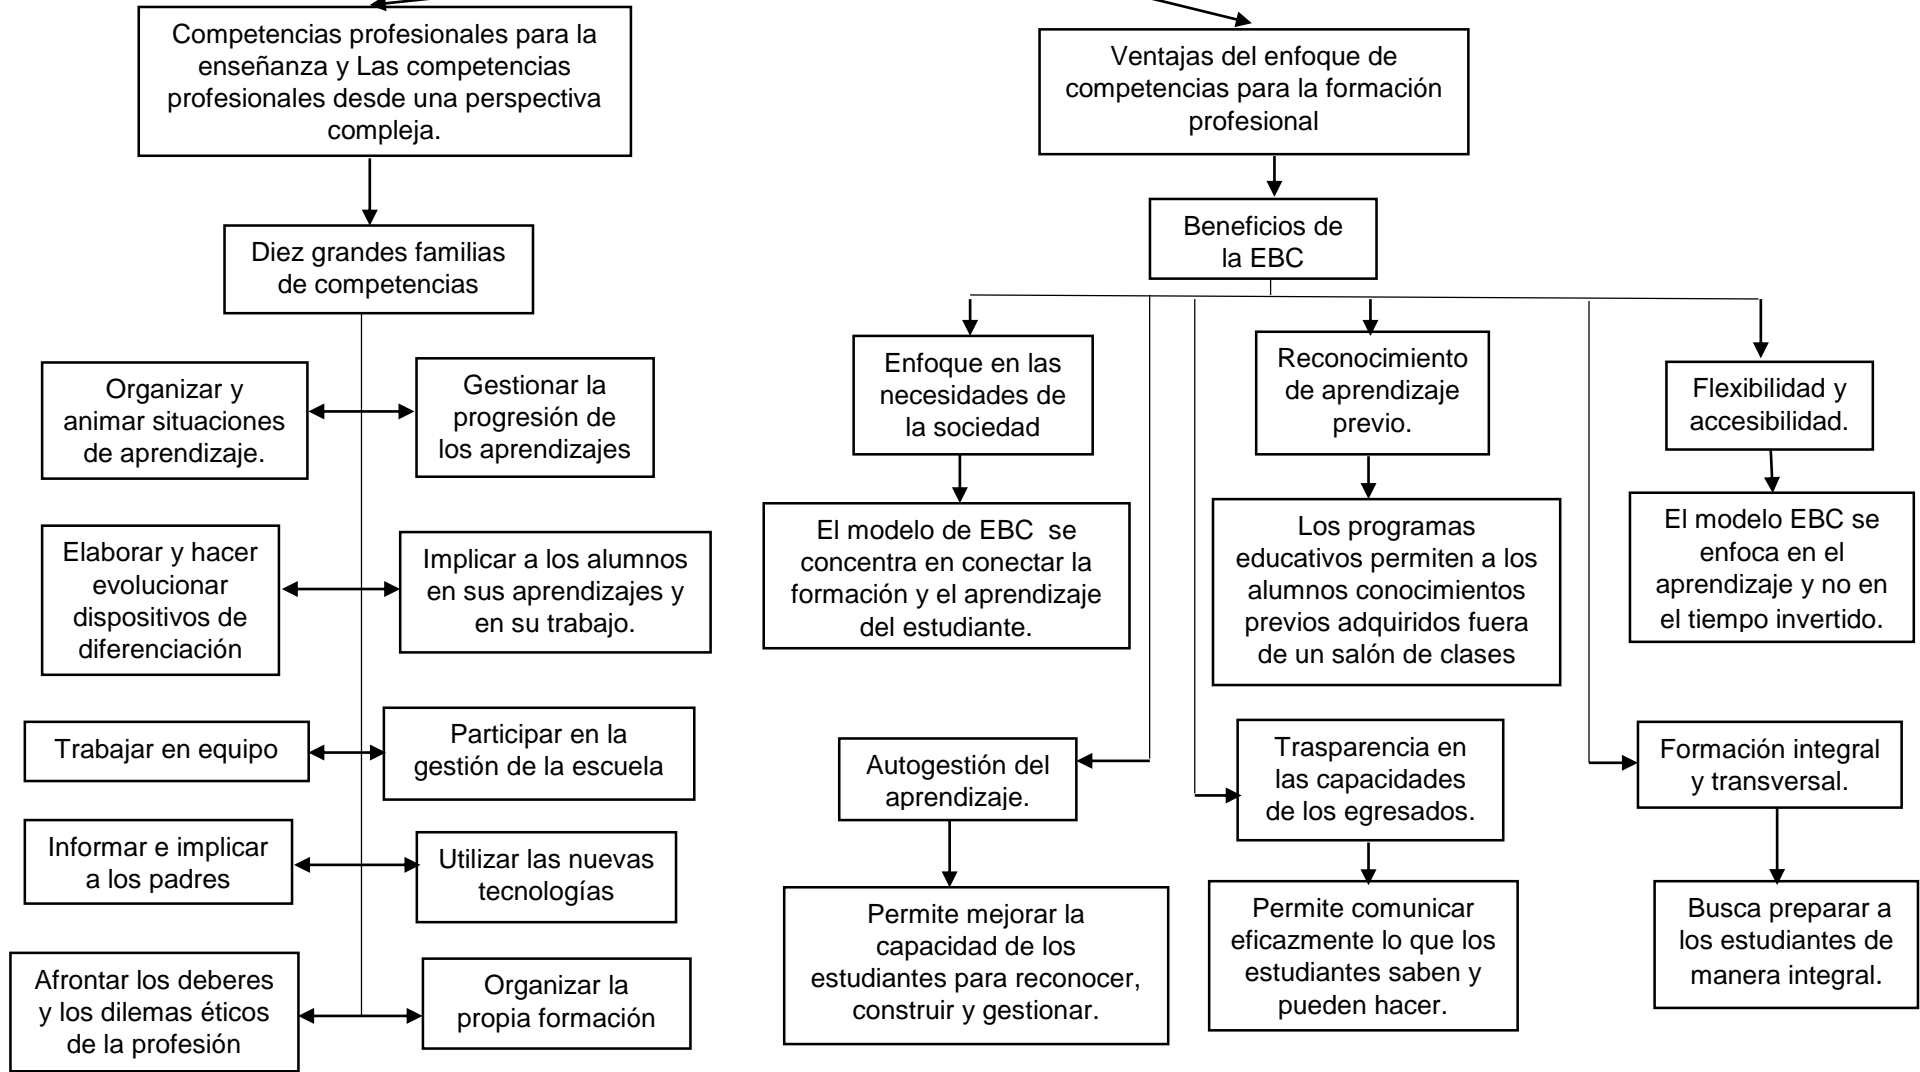 Competencias profesionales para la
enseñanza y Las competencias
profesionales desde una perspectiva
compleja.
Diez grandes familias
de competencias
Organizar y
animar situaciones
de aprendizaje.
Gestionar la
progresión de
los aprendizajes
Elaborar y hacer
evolucionar
dispositivos de
diferenciación
Implicar a los alumnos
en sus aprendizajes y
en su trabajo.
Trabajar en equipo
Participar en la
gestión de la escuela
Informar e implicar
a los padres
Utilizar las nuevas
tecnologías
Afrontar los deberes
y los dilemas éticos
de la profesión
Organizar la
propia formación
Ventajas del enfoque de
competencias para la formación
profesional
Beneficios de
la EBC
Enfoque en las
necesidades de
la sociedad
El modelo de EBC  se
concentra en conectar la
formación y el aprendizaje
del estudiante.
Reconocimiento
de aprendizaje
previo.
Los programas
educativos permiten a los
alumnos conocimientos
previos adquiridos fuera
de un salón de clases
Flexibilidad y
accesibilidad.
El modelo EBC se
enfoca en el
aprendizaje y no en
el tiempo invertido.
Autogestión del
aprendizaje.
Permite mejorar la
capacidad de los
estudiantes para reconocer,
construir y gestionar.
Trasparencia en
las capacidades
de los egresados.
Permite comunicar
eficazmente lo que los
estudiantes saben y
pueden hacer.
Formación integral
y transversal.
Busca preparar a
los estudiantes de
manera integral.